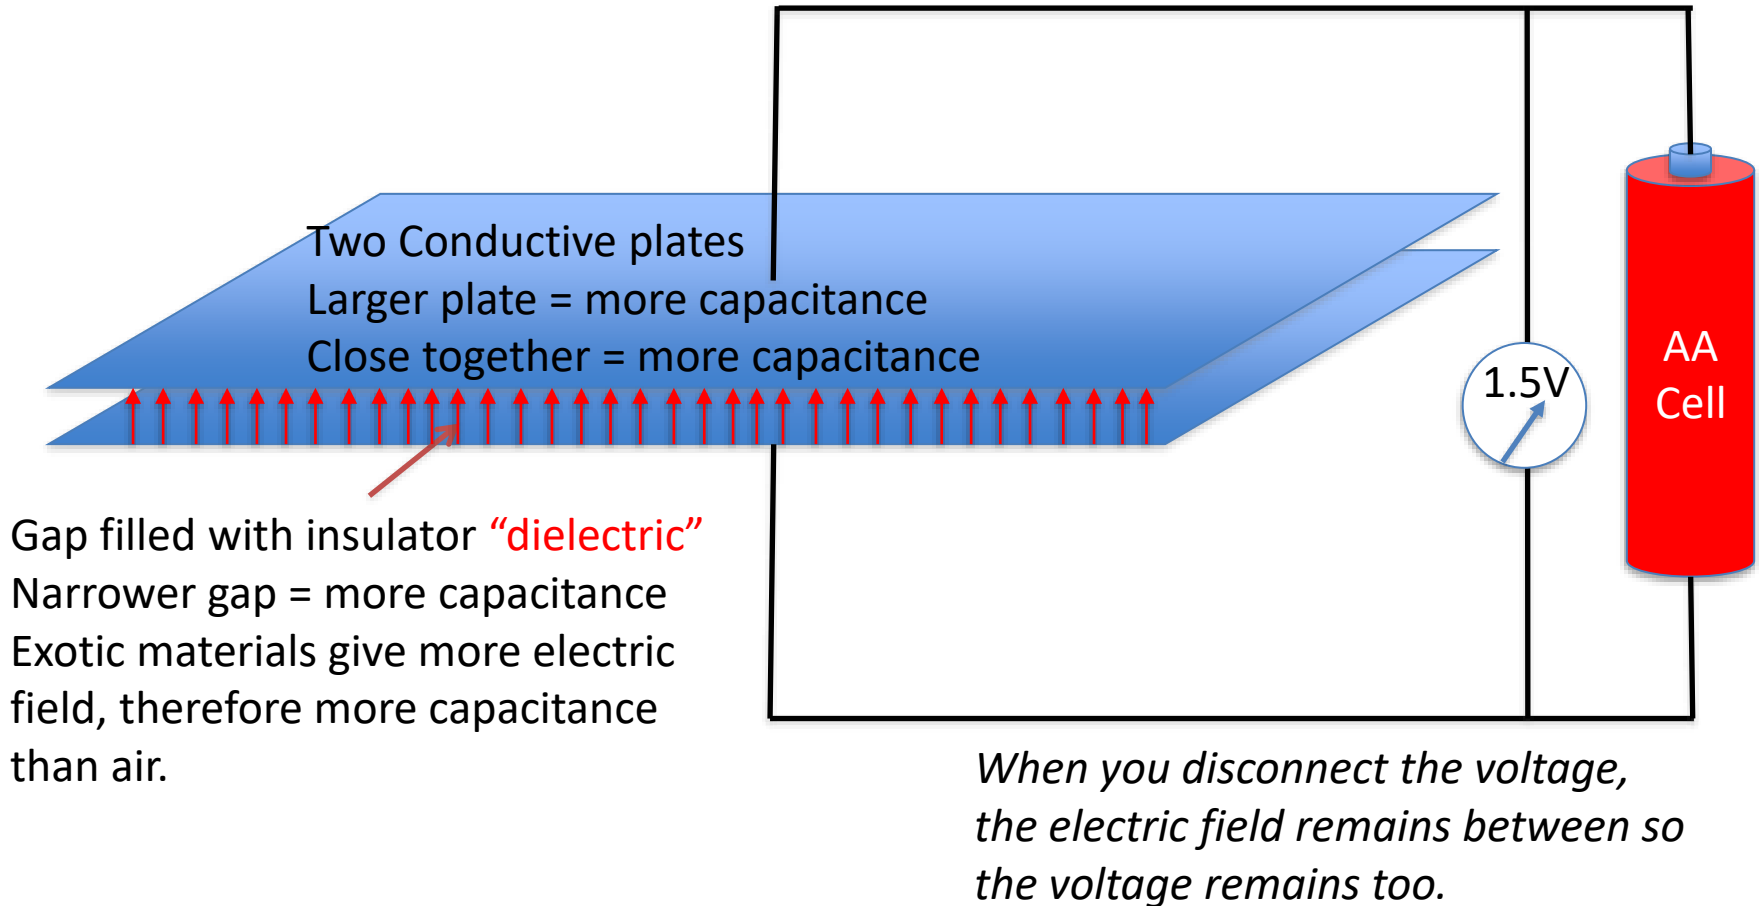 Two Conductive plates
Larger plate = more capacitance
Close together = more capacitance
1.5V
AA
Cell
Gap filled with insulator “dielectric”
Narrower gap = more capacitance
Exotic materials give more electric
field, therefore more capacitance
than air.
When you disconnect the voltage,
the electric field remains between so
the voltage remains too.